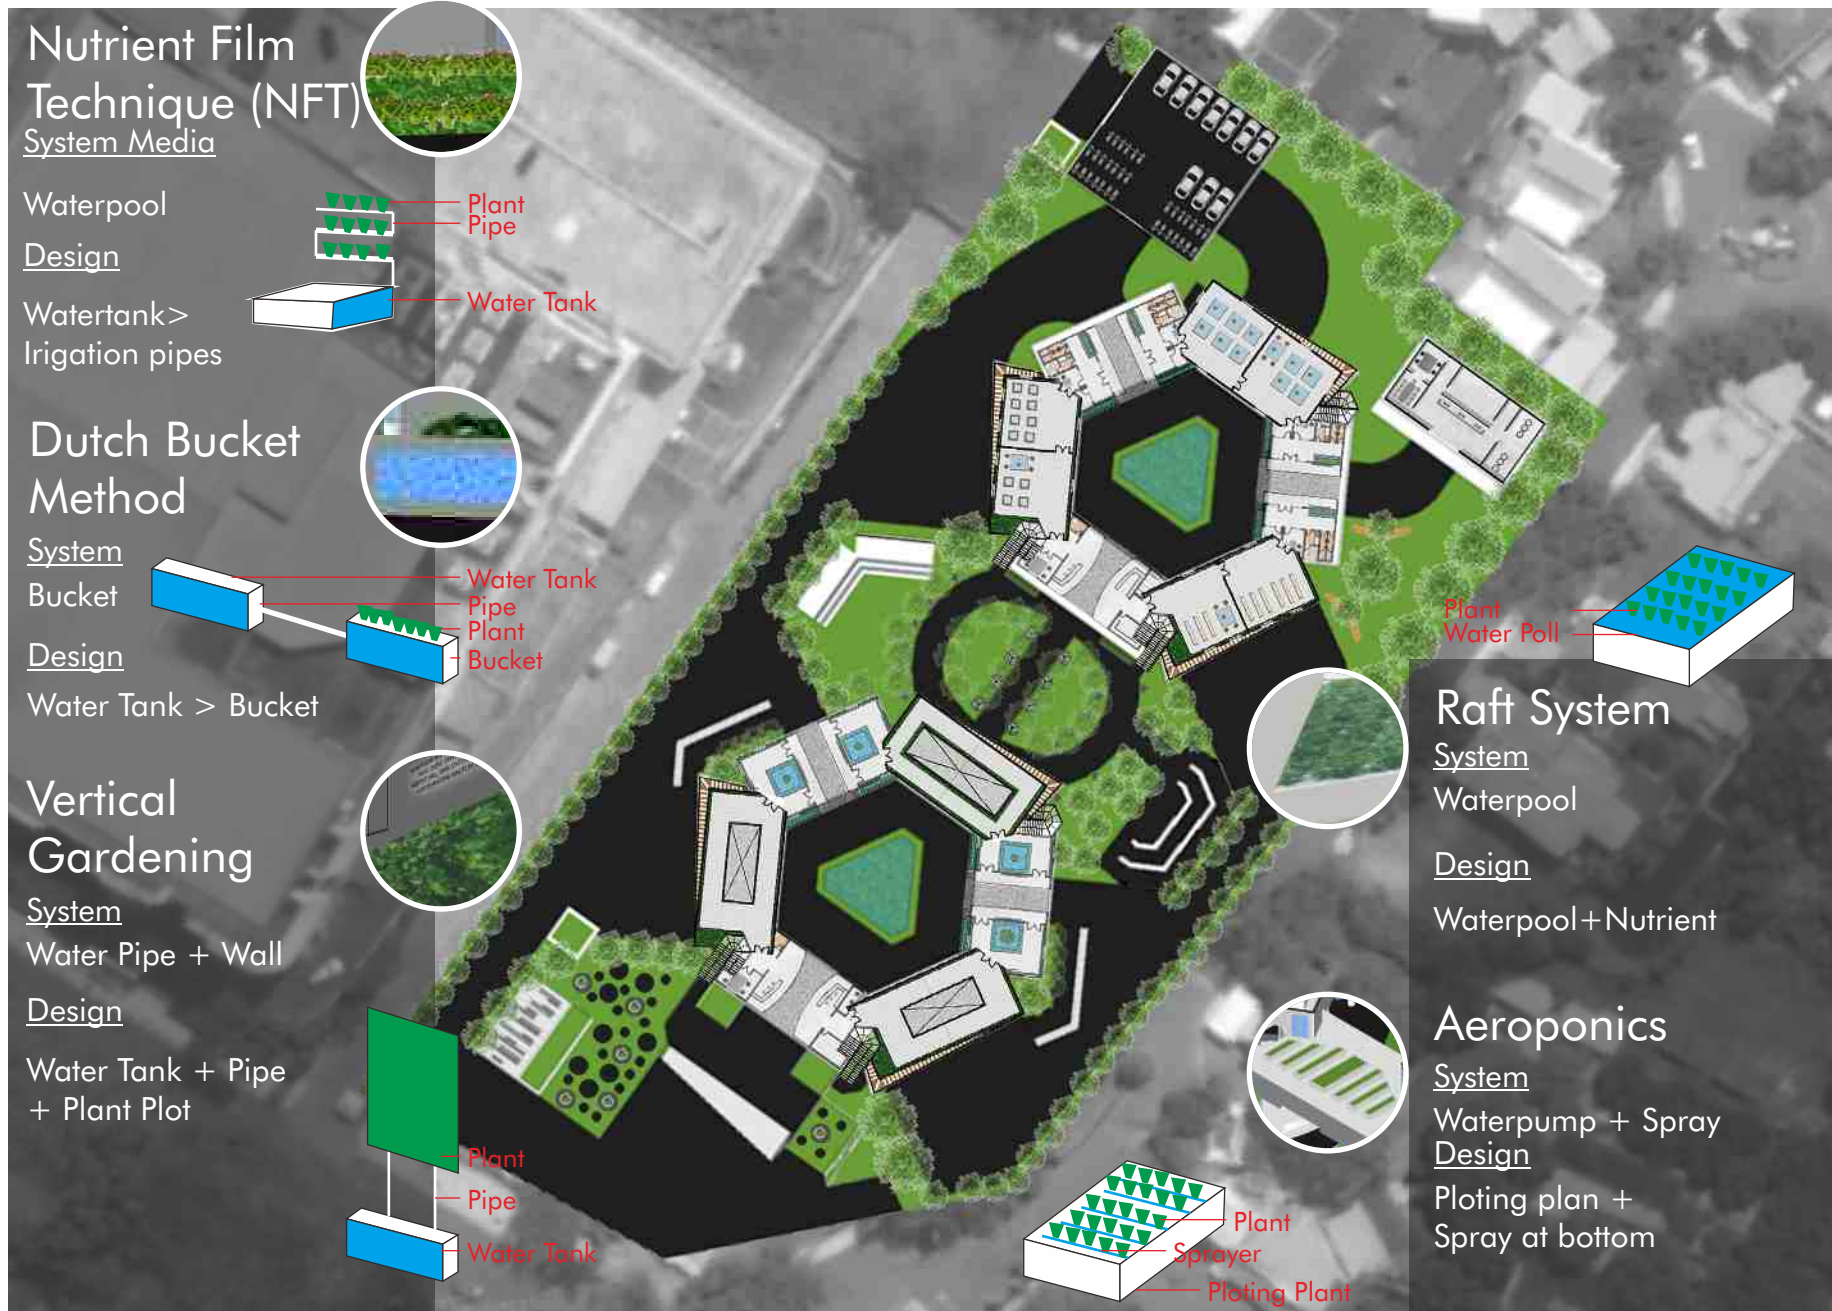 Nutrient Film
Technique (NFT)
System Media
Waterpool
Design
Watertank>
Irigation pipes
Plant
Pipe
Water Tank
Dutch Bucket
Method
System
Bucket
Design
Water Tank > Bucket
Water Tank
Pipe
Plant
Bucket
Vertical
Gardening
System
Water Pipe + Wall
Design
Water Tank + Pipe
+ Plant Plot
Plant
Pipe
Water Tank
Plant
Water Poll
Raft System
System
Waterpool
Design
Waterpool+Nutrient
Aeroponics
System
Waterpump + Spray
Design
Ploting plan +
Spray at bottom
Plant
Sprayer
Ploting Plant